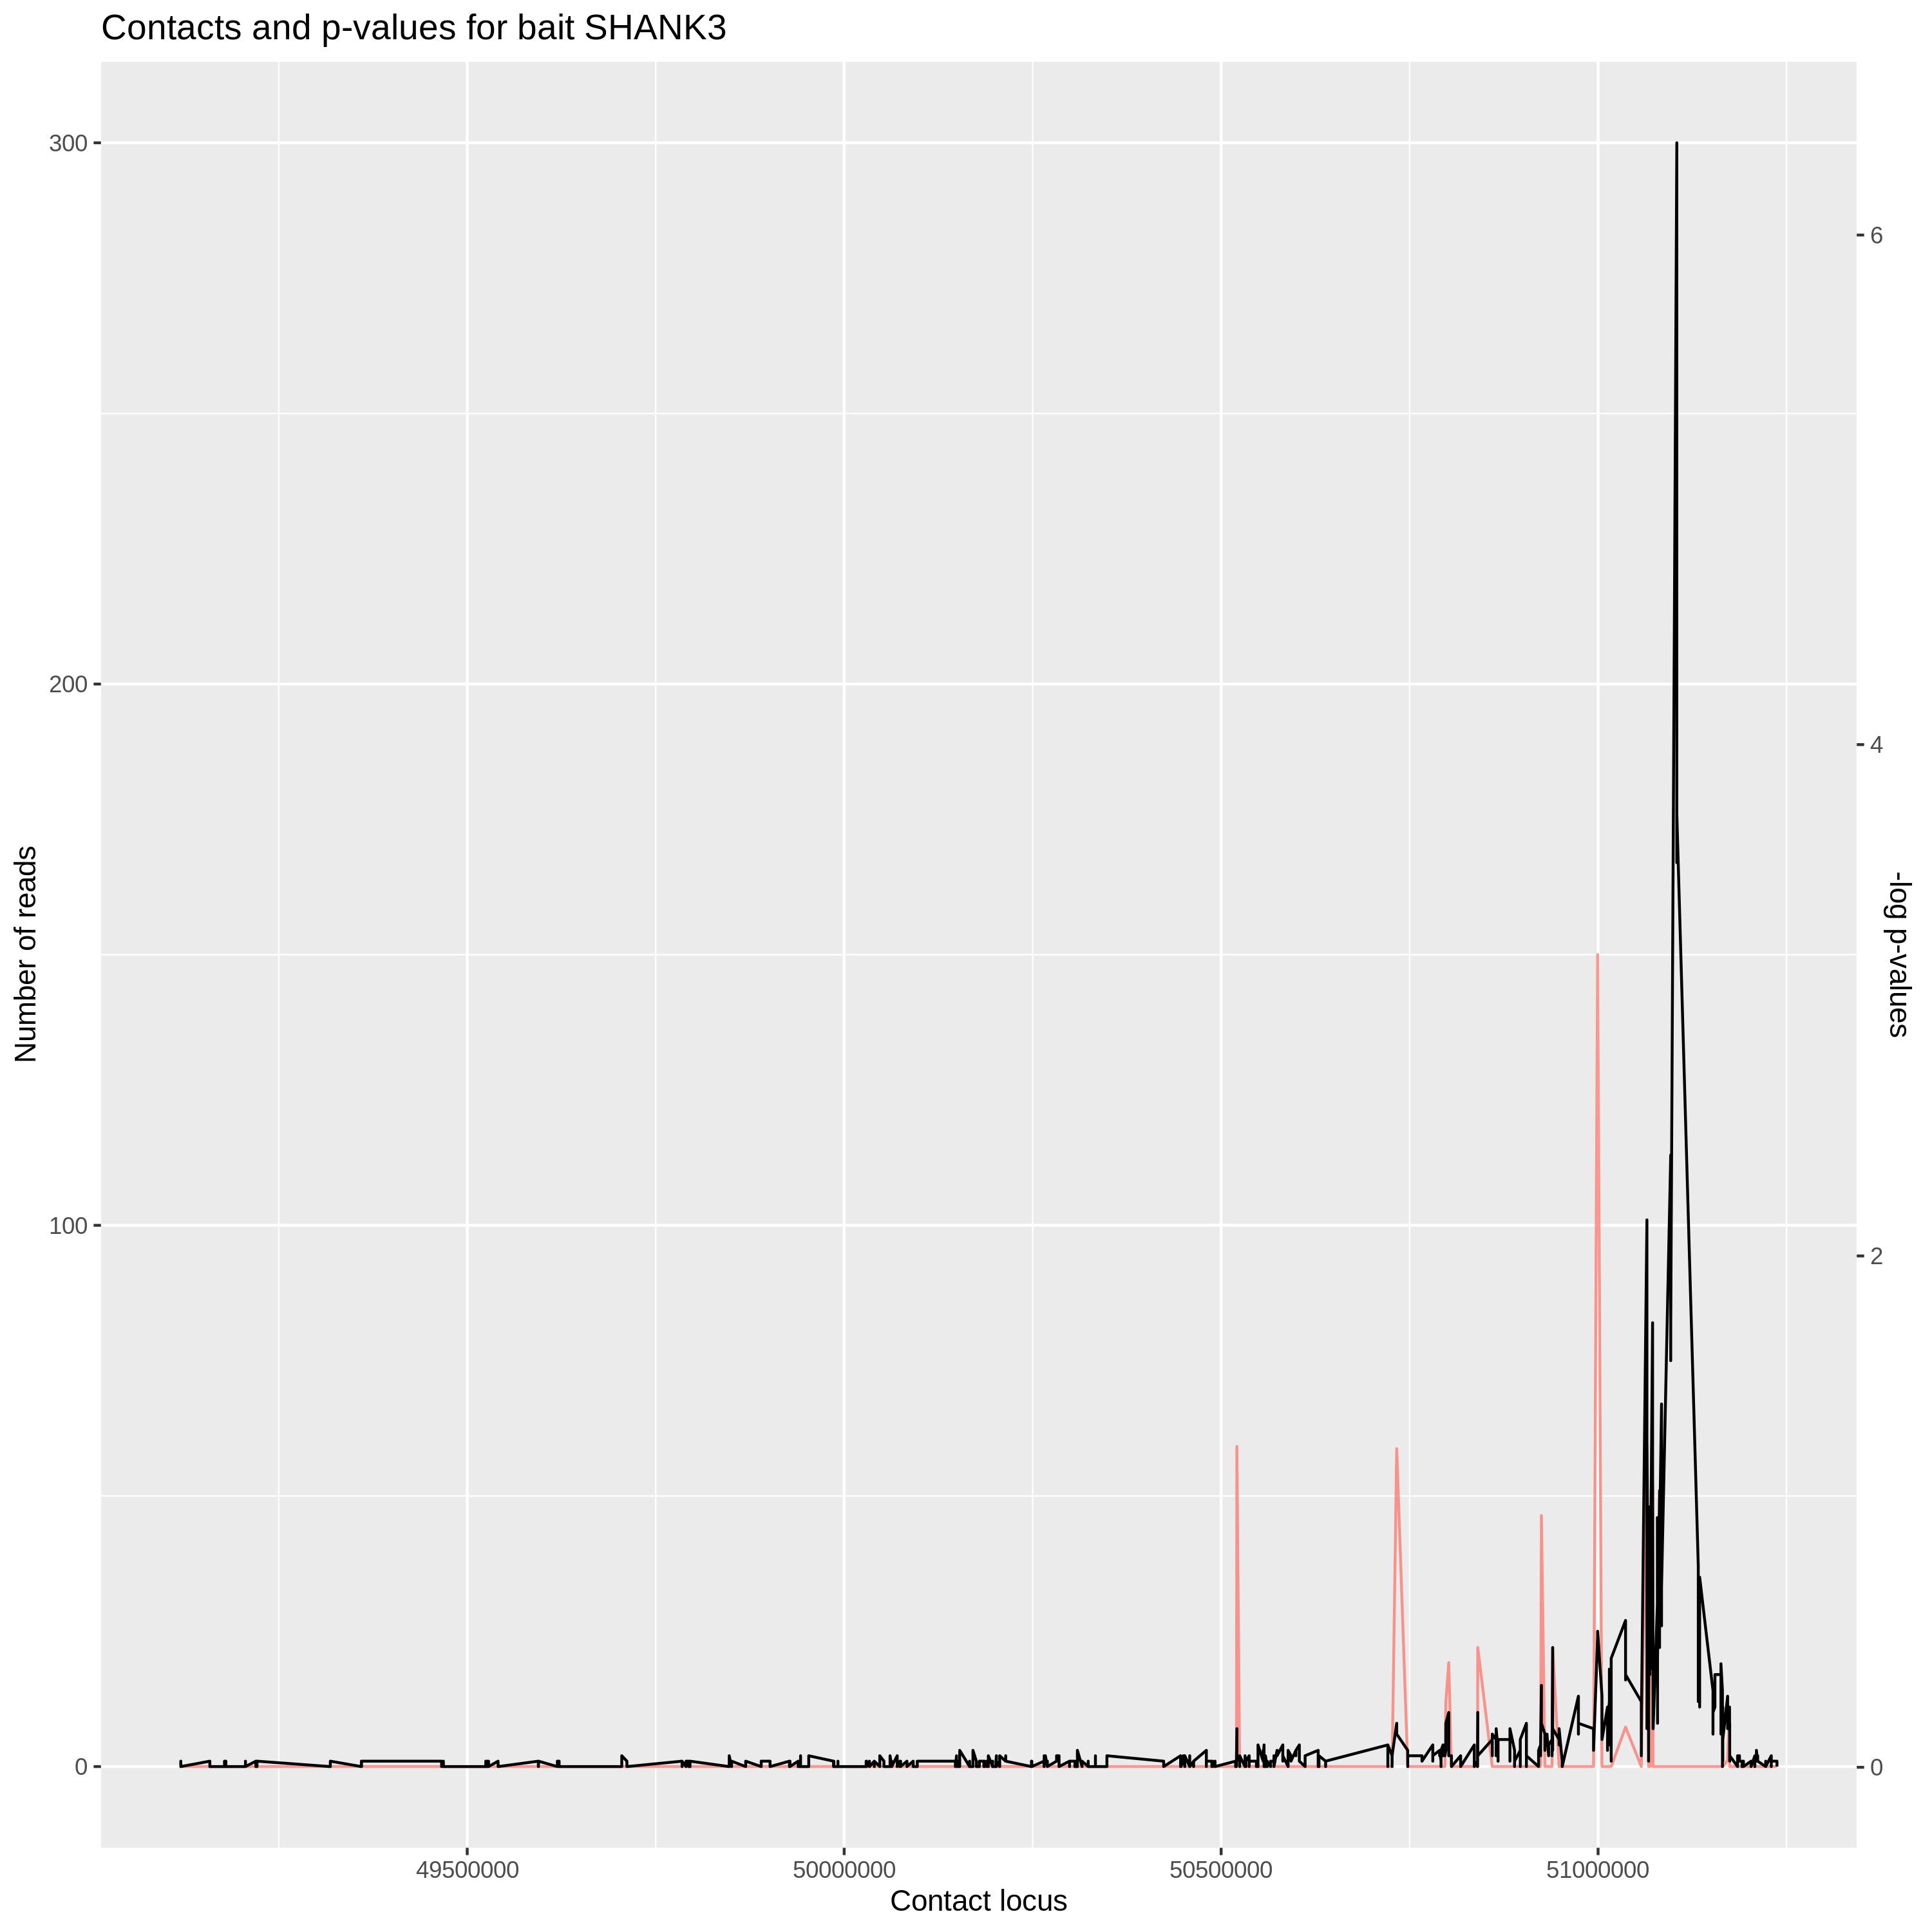 Contacts and p-values for bait SHANK3
300
200
100
0
Number of reads
6
4
2
0
-log p-values
49500000 50000000 50500000 51000000
Contact locus